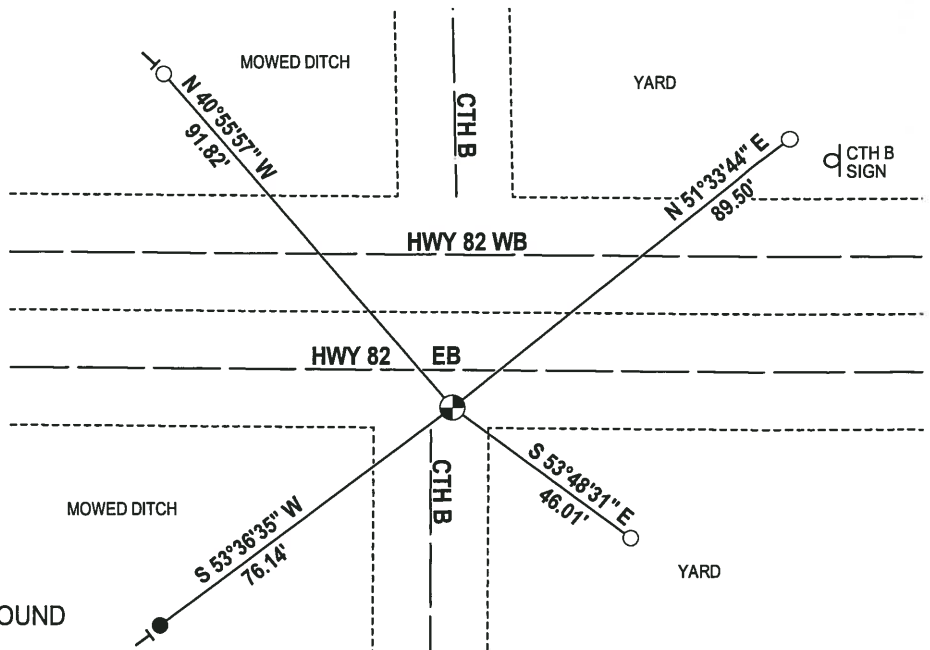 MOWED DITCH
YARD
CTH B
N 40°55'57" W
91.82'
N 51°33'44" E
89.50'
CTH B
SIGN
HWY 82 WB
HWY 82 EB
S 53°48'31" E
46.01'
CTH B
MOWED DITCH
S 53°36'35" W
76.14'
YARD
OUND